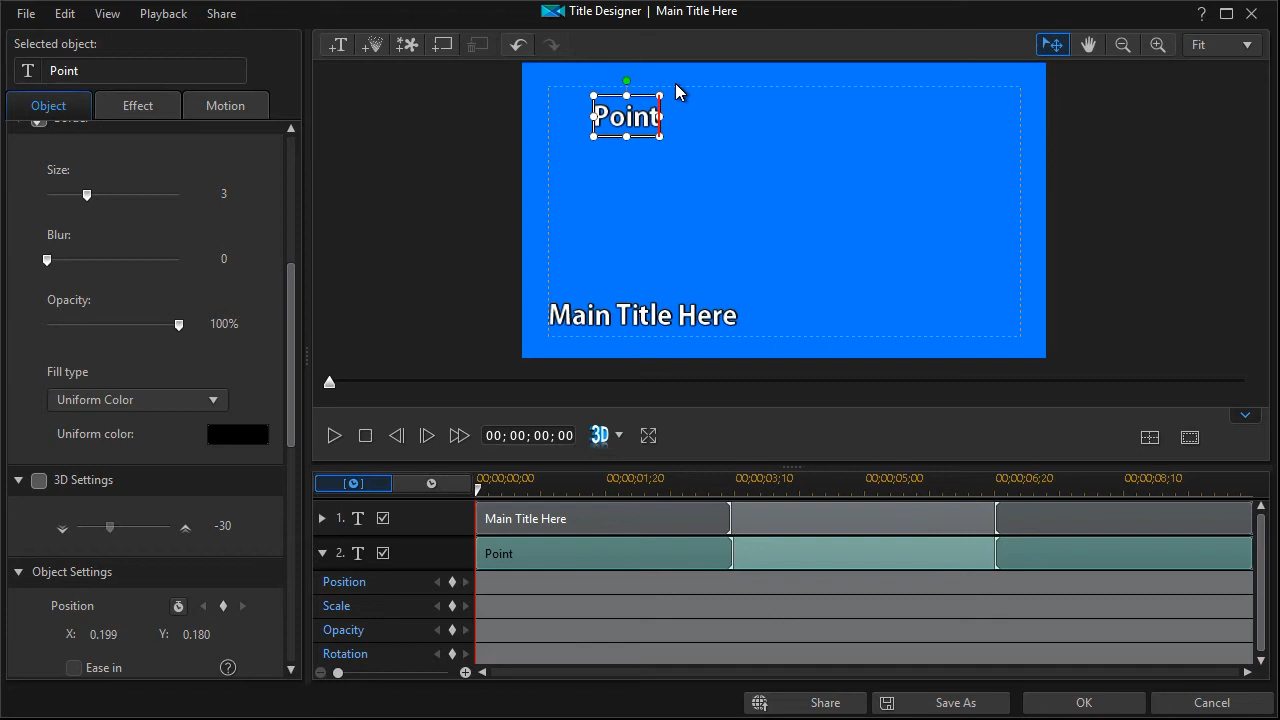 File Edit View Playback Share
Title Designer | Main Title Here
?
Selected object:
T Point
Object Effect Motion
Fit
Border
Size:
3
Blur:
0
Opacity:
100%
Fill type
Uniform Color
Uniform color:
3D Settings
-30
Object Settings
Position
X: 0.199 Y: 0.180
Ease in
?
Point
Main Title Here
00; 00; 00; 00
3D
00;00;00;00 00;00;01;20 00;00;03;10 00;00;05;00 00;00;06;20 00;00;08;10
1. T Main Title Here
2. T Point
Position
Scale
Opacity
Rotation
Share Save As OK Cancel